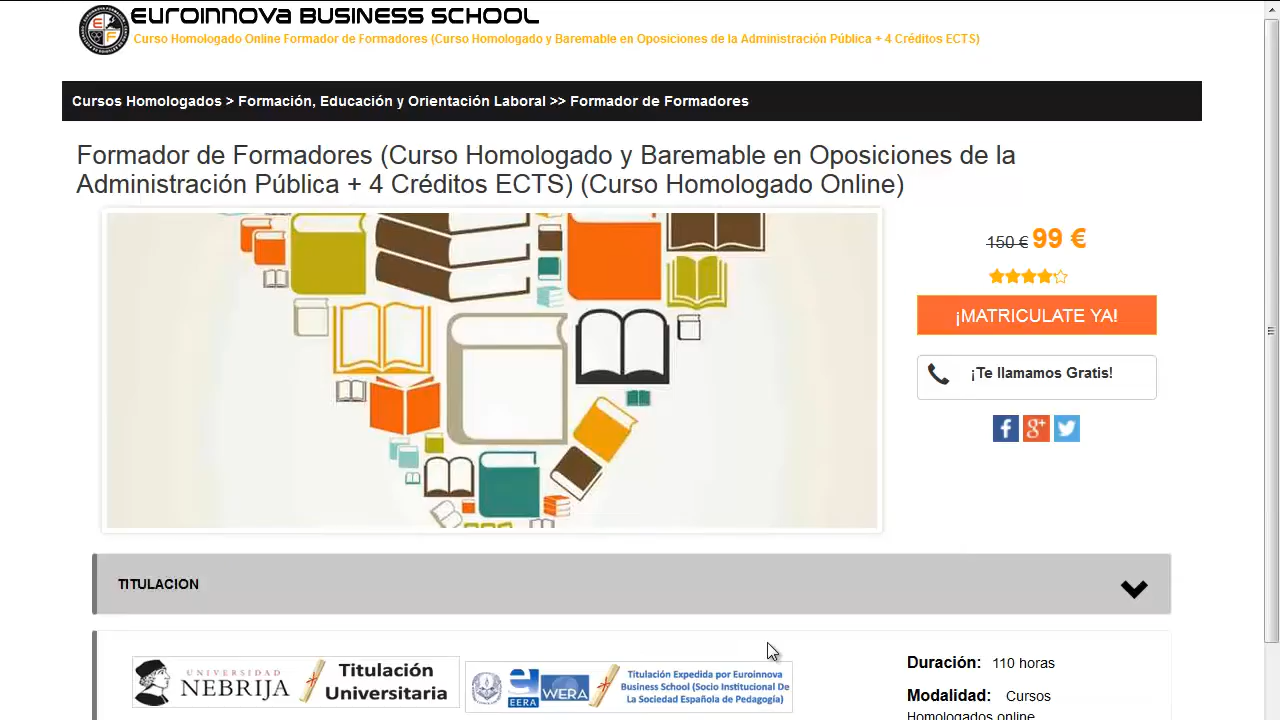 EUROINNOVA BUSINESS SCHOOL
Curso Homologado Online Formador de Formadores (Curso Homologado y Baremable en Oposiciones de la Administración Pública + 4 Créditos ECTS)
Cursos Homologados > Formación, Educación y Orientación Laboral >> Formador de Formadores
Formador de Formadores (Curso Homologado y Baremable en Oposiciones de la
Administración Pública + 4 Créditos ECTS) (Curso Homologado Online)
150 € 99 €
¡MATRICULATE YA!
¡Te llamamos Gratis!
TITULACION
UNIVERSIDAD
NEBRIJA
Titulación
Universitaria
EERA
WERA
Titulación Expedida por Euroinnova
Business School (Socio Institucional De
La Sociedad Española de Pedagogía)
Duración: 110 horas
Modalidad: Cursos
Homologados online